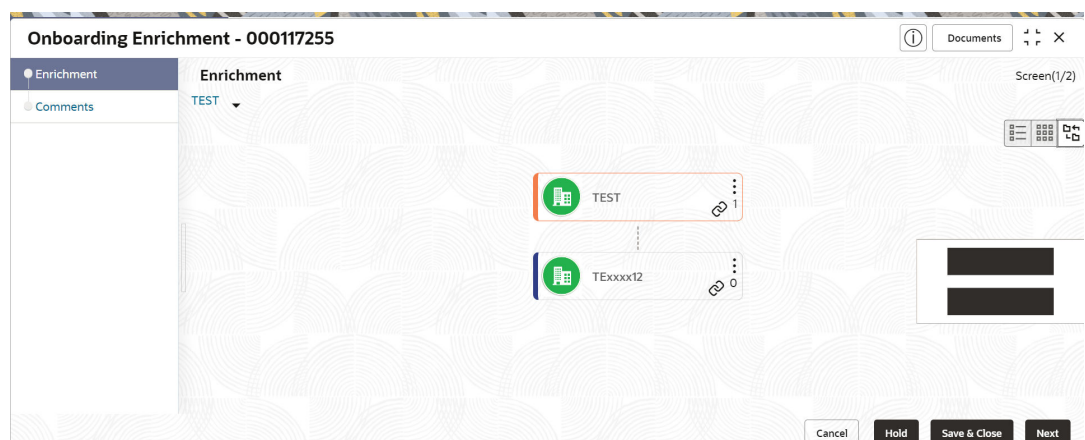 Onboarding Enrichment - 000117255
Documents
Enrichment
Comments
Enrichment
Screen(1/2)
TEST
TEST
1
TExxxx12
0
Cancel
Hold
Save & Close
Next